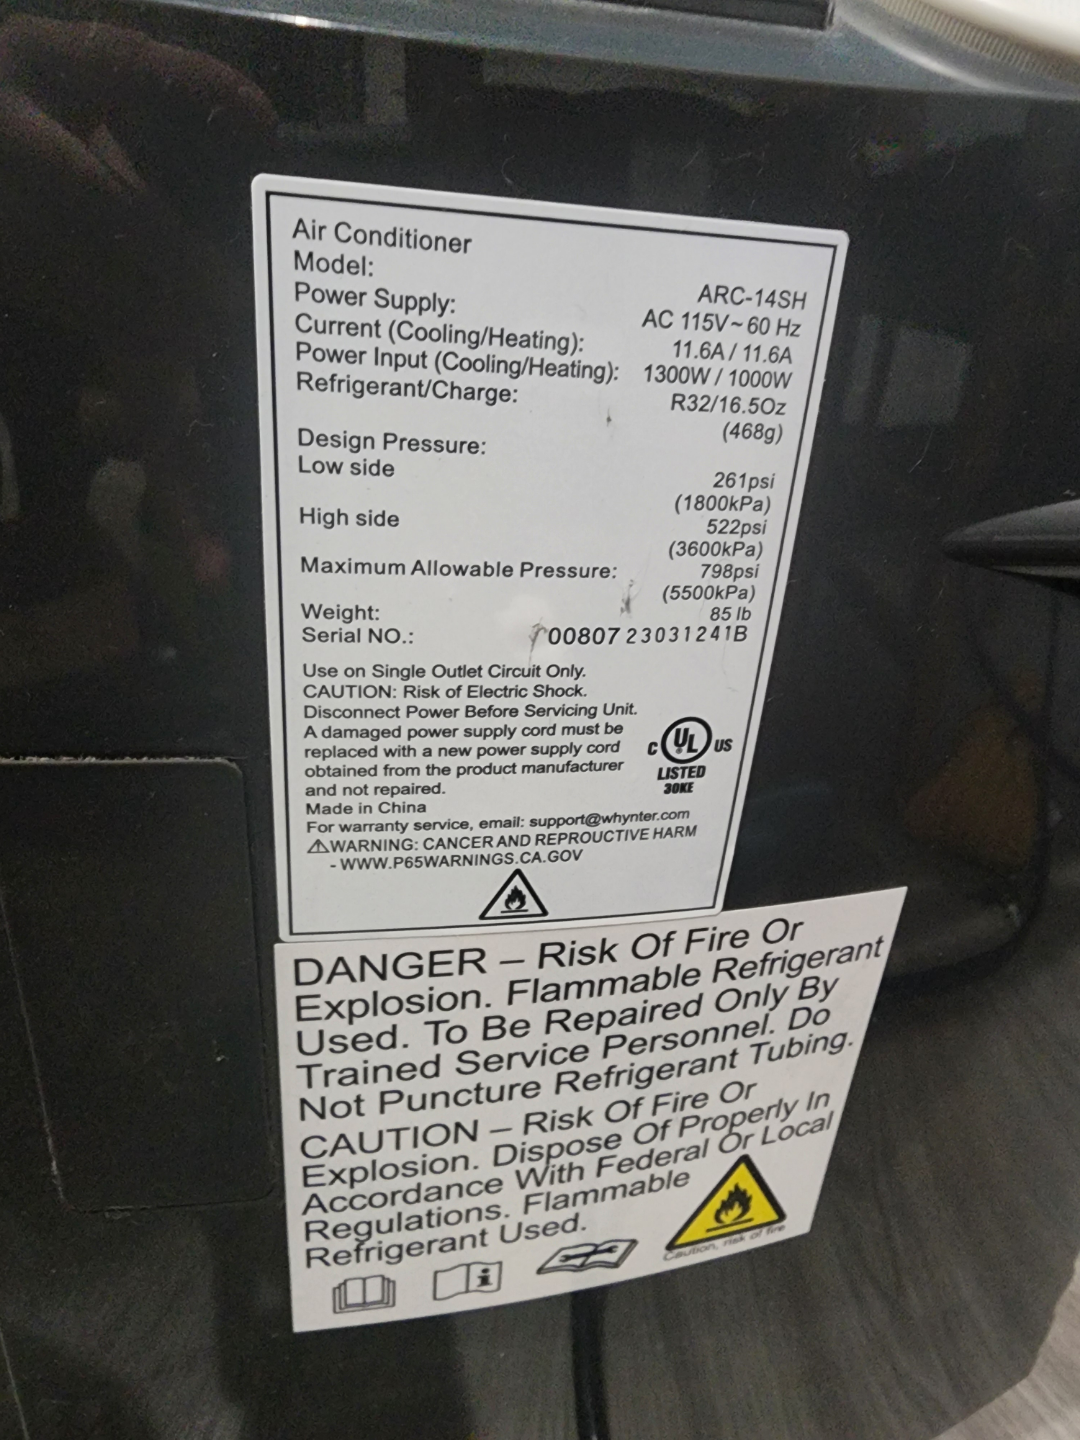 Air Conditioner
Model: ARC-14SH
Power Supply: AC 115V~60 Hz
Current (Cooling/Heating): 11.6A / 11.6A
Power Input (Cooling/Heating): 1300W / 1000W
Refrigerant/Charge: R32/16.5Oz
(468g)
Design Pressure:
Low side 261psi
(1800kPa)
High side 522psi
(3600kPa)
Maximum Allowable Pressure: 798psi
(5500kPa)
Weight: 85 lb
Serial NO.: 00807 23031241B
Use on Single Outlet Circuit Only.
CAUTION: Risk of Electric Shock.
Disconnect Power Before Servicing Unit.
A damaged power supply cord must be
replaced with a new power supply cord
obtained from the product manufacturer
and not repaired.
C UL US
LISTED
30KE
Made in China
For warranty service, email: support@whynter.com
⚠WARNING: CANCER AND REPROUCTIVE HARM
- WWW.P65WARNINGS.CA.GOV
DANGER – Risk Of Fire Or
Explosion. Flammable Refrigerant
Used. To Be Repaired Only By
Trained Service Personnel. Do
Not Puncture Refrigerant Tubing.
CAUTION – Risk Of Fire Or
Explosion. Dispose Of Properly In
Accordance With Federal Or Local
Regulations. Flammable
Refrigerant Used.
Caution, risk of fire